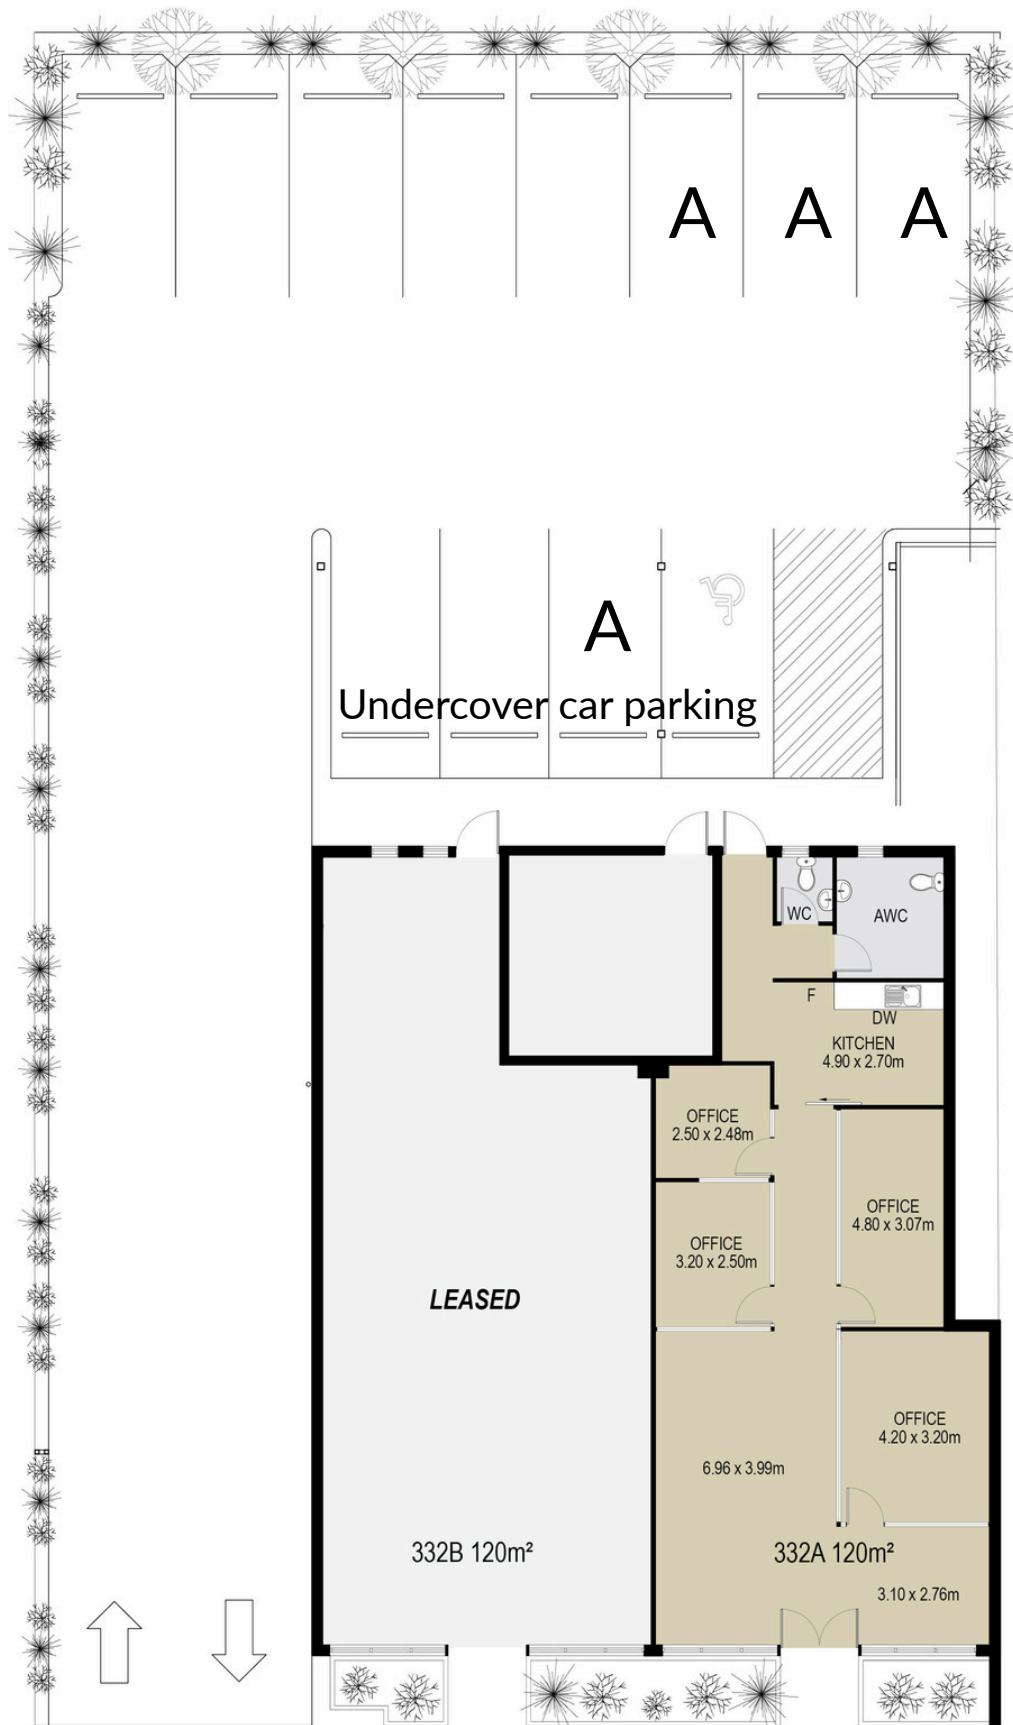 A A A
A
Undercover car parking
WC
AWC
F
DW
KITCHEN
4.90 x 2.70m
OFFICE
2.50 x 2.48m
OFFICE
4.80 x 3.07m
OFFICE
3.20 x 2.50m
LEASED
OFFICE
4.20 x 3.20m
6.96 x 3.99m
332B 120m²
332A 120m²
3.10 x 2.76m